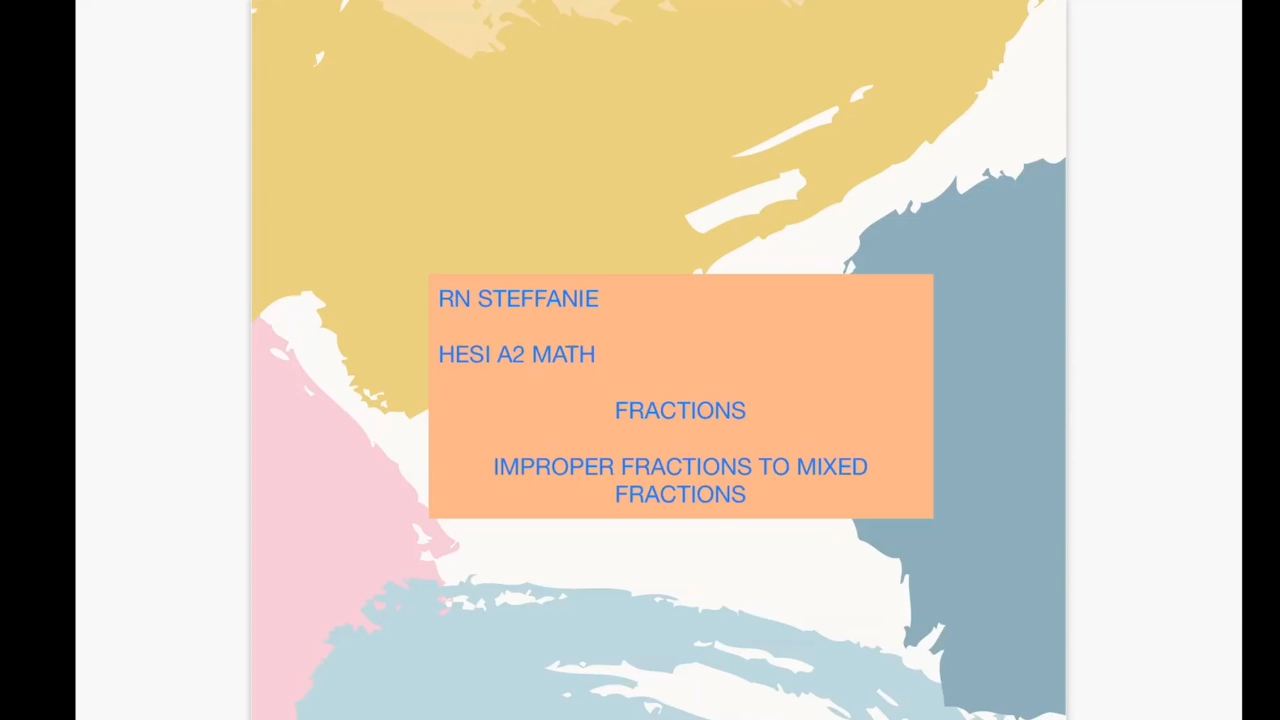 RN STEFFANIE
HESI A2 MATH
FRACTIONS
IMPROPER FRACTIONS TO MIXED
FRACTIONS